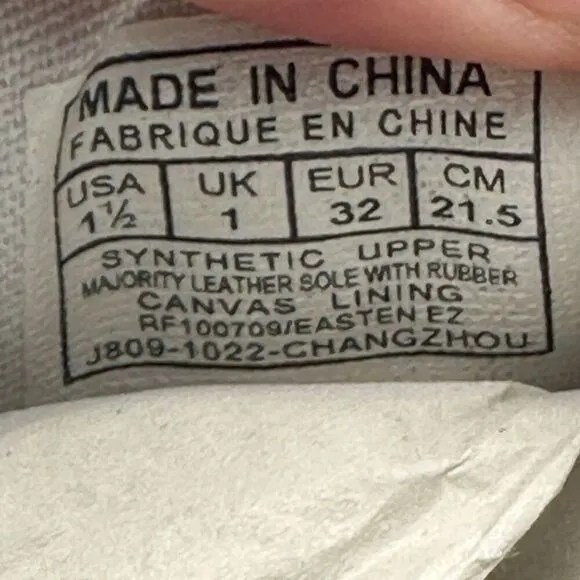 MADE IN CHINA
FABRIQUE EN CHINE
USA UK EUR CM
1½ 1 32 21.5
SYNTHETIC UPPER
MAJORITY LEATHER SOLE WITH RUBBER
CANVAS LINING
RF100709/EASTEN EZ
J809-1022-CHANGZHOU